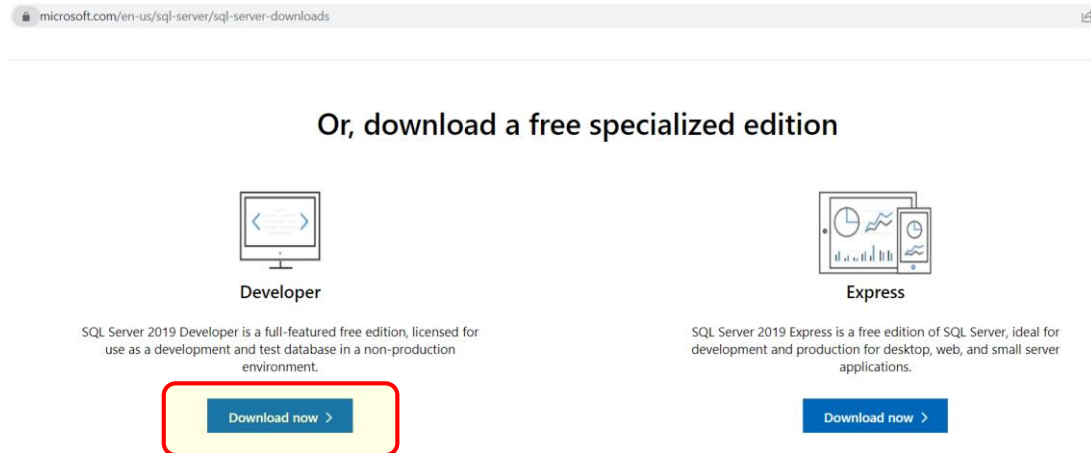 microsoft.com/en-us/sql-server/sql-server-downloads
Or, download a free specialized edition
Developer
SQL Server 2019 Developer is a full-featured free edition, licensed for
use as a development and test database in a non-production
environment.
Download now >
Express
SQL Server 2019 Express is a free edition of SQL Server, ideal for
development and production for desktop, web, and small server
applications.
Download now >